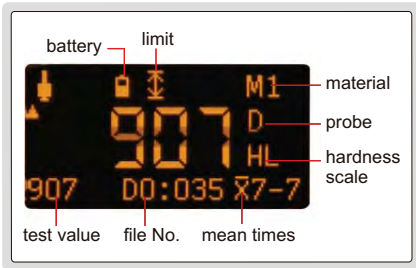 battery
limit
M1
material
907
D
probe
HL
hardness scale
907 D0:035 X̄7-7
test value
file No.
mean times